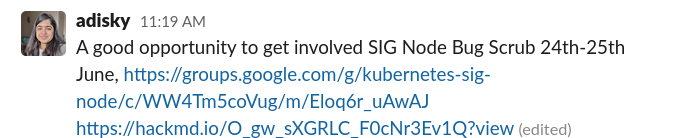 adisky 11:19 AM
A good opportunity to get involved SIG Node Bug Scrub 24th-25th
June, https://groups.google.com/g/kubernetes-sig-
node/c/WW4Tm5coVug/m/Eloq6r_uAwAJ
https://hackmd.io/O_gw_sXGRLC_F0cNr3Ev1Q?view (edited)